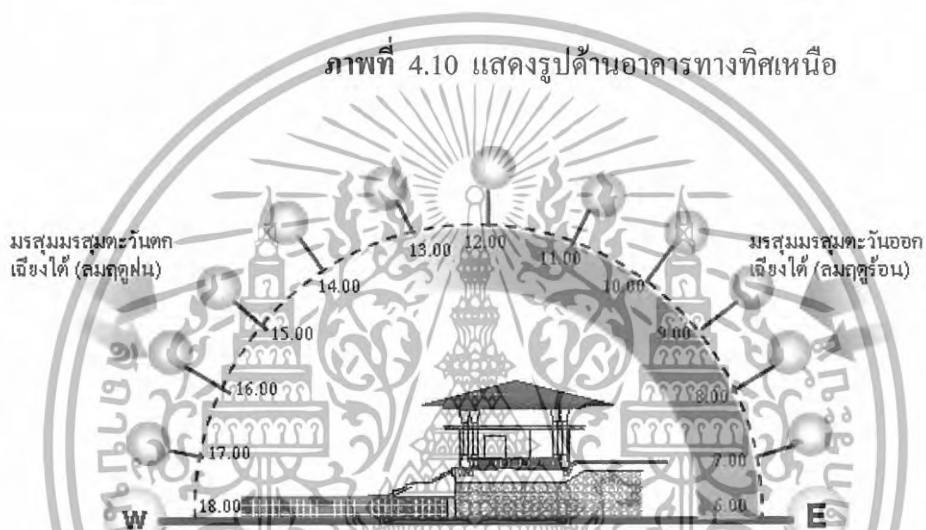 ภาพที่ 4.10 แสดงรูปด้านอาคารทางทิศเหนือ
มรสุมมรสุมตะวันตก
เฉียงใต้ (ลมฤดูฝน)
มรสุมมรสุมตะวันออก
เฉียงใต้ (ลมฤดูร้อน)
13.00 12.00 11.00
14.00 10.00
15.00 9.00
16.00 8.00
17.00 7.00
18.00 6.00
W E